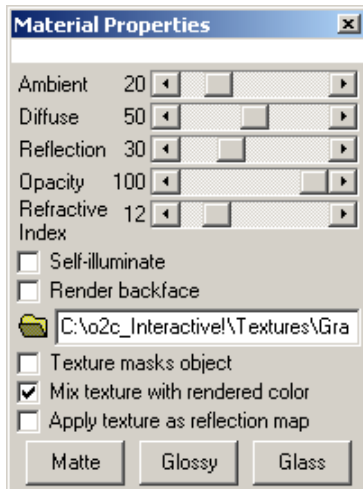 Material Properties
Ambient 20
Diffuse 50
Reflection 30
Opacity 100
Refractive 12
Index
Self-illuminate
Render backface
C:\o2c_Interactive!\Textures\Gra
Texture masks object
Mix texture with rendered color
Apply texture as reflection map
Matte Glossy Glass